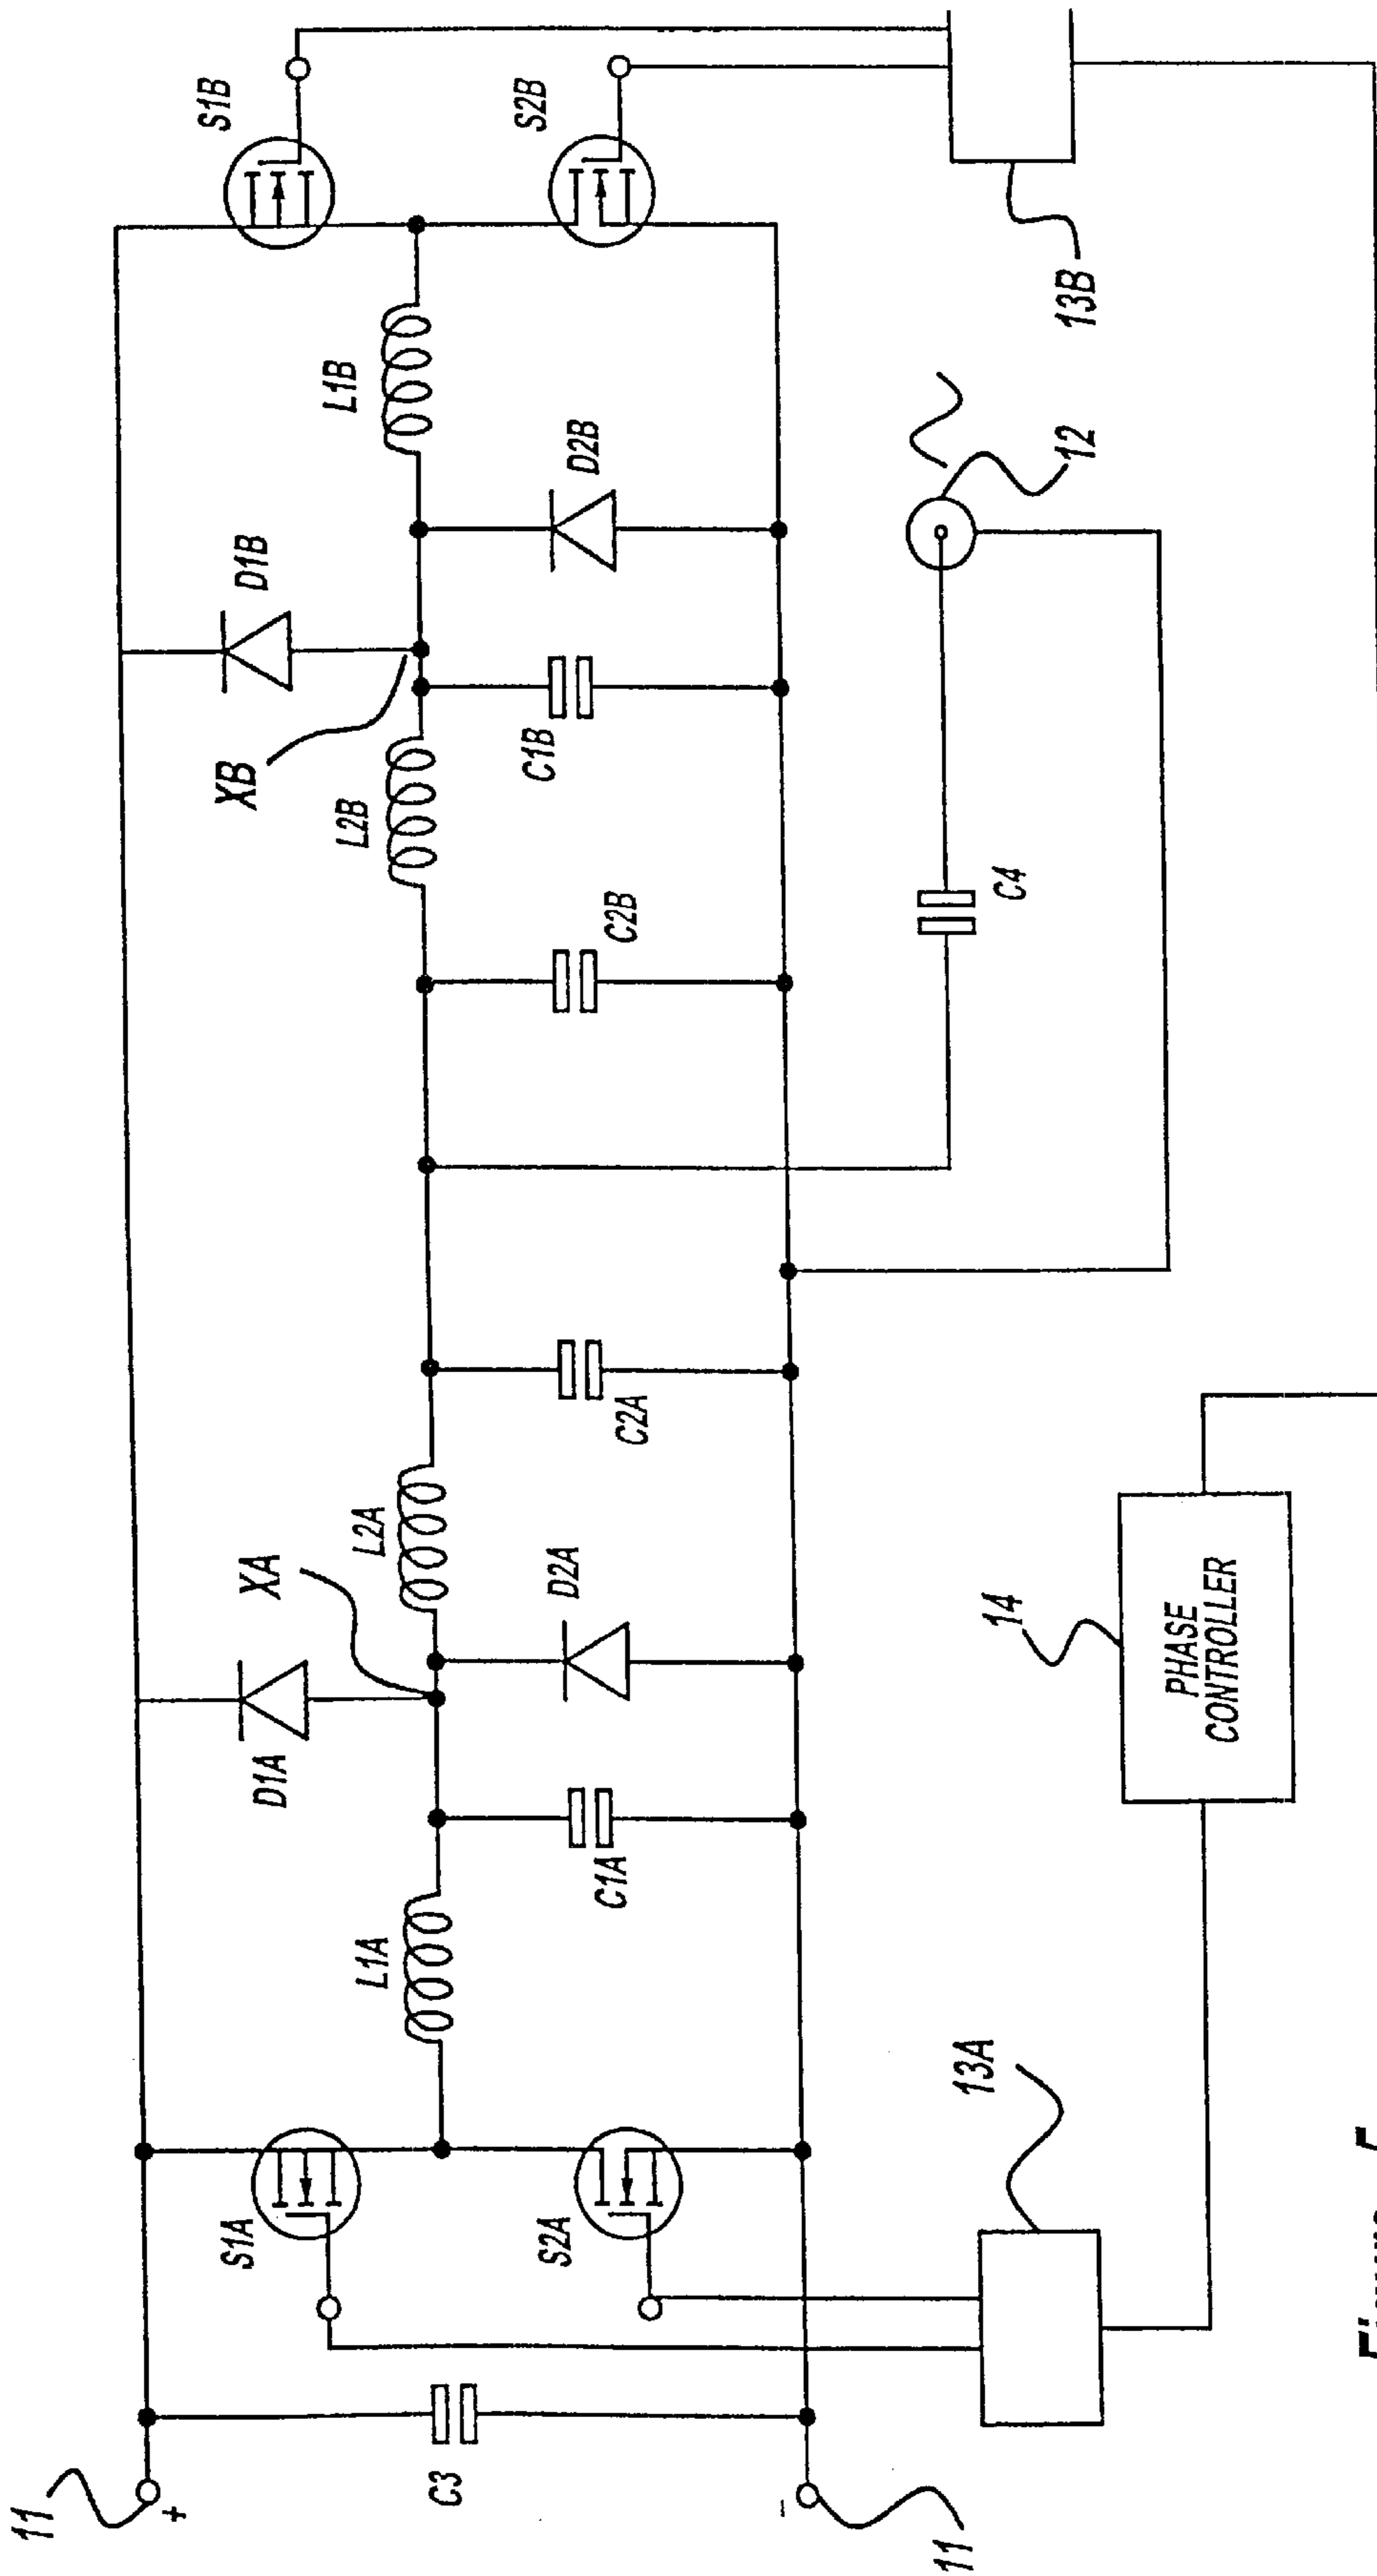 11
+
C3
-
11
S1A
S2A
13A
L1A
C1A
D1A
XA
D2A
L2A
C2A
14
PHASE
CONTROLLER
C2B
C4
L2B
XB
C1B
D1B
D2B
L1B
12
13B
S1B
S2B